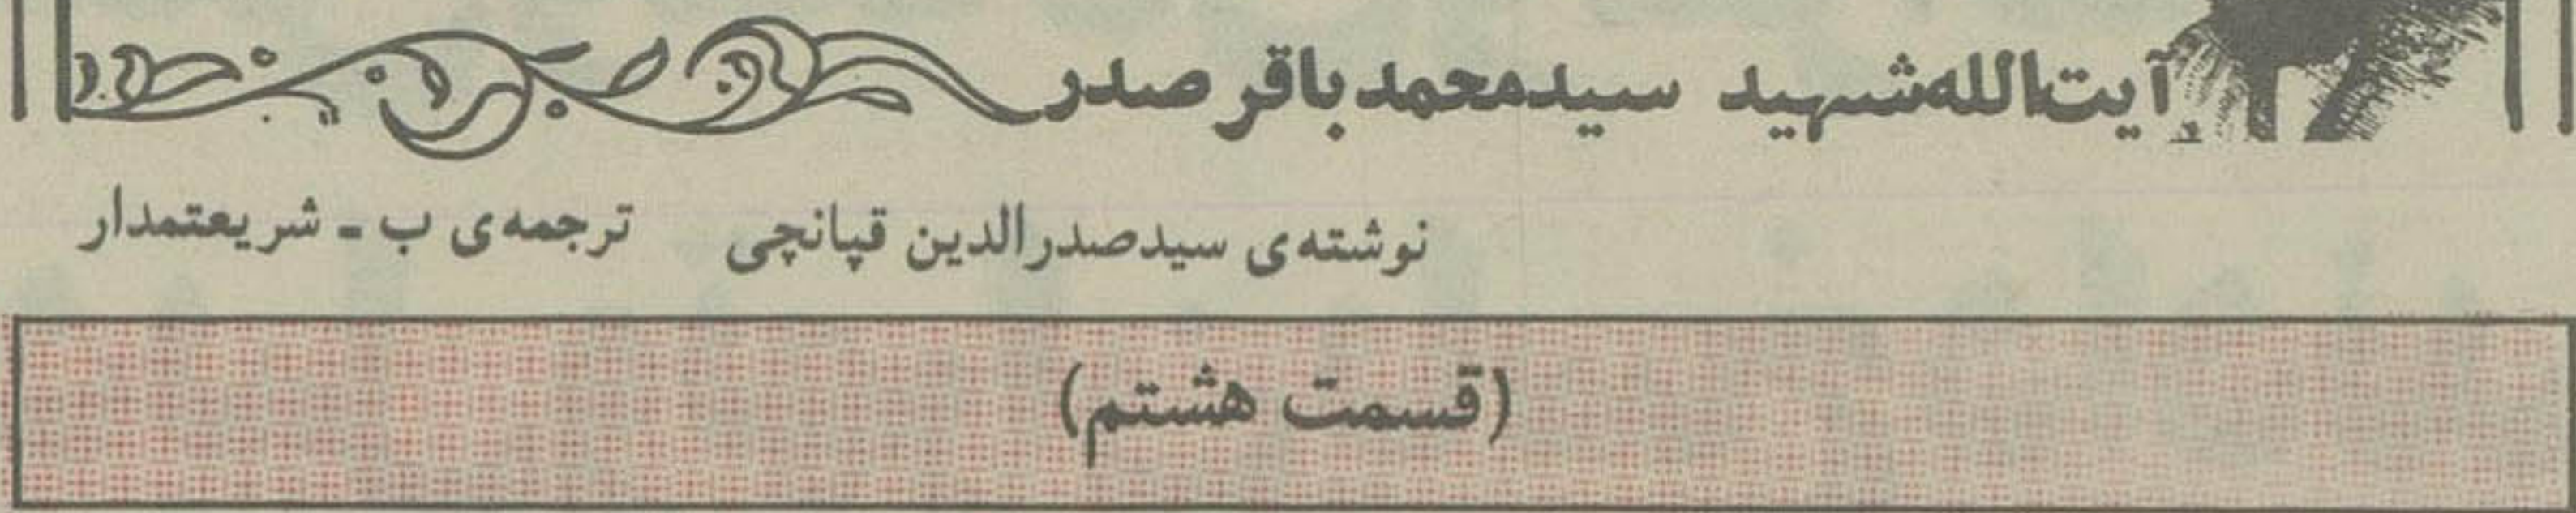 آیت‌الله شهید سیدمحمدباقر صدر
نوشته‌ی سیدصدرالدین قپانچی ترجمه‌ی ب ـ شریعتمدار
(قسمت هشتم)